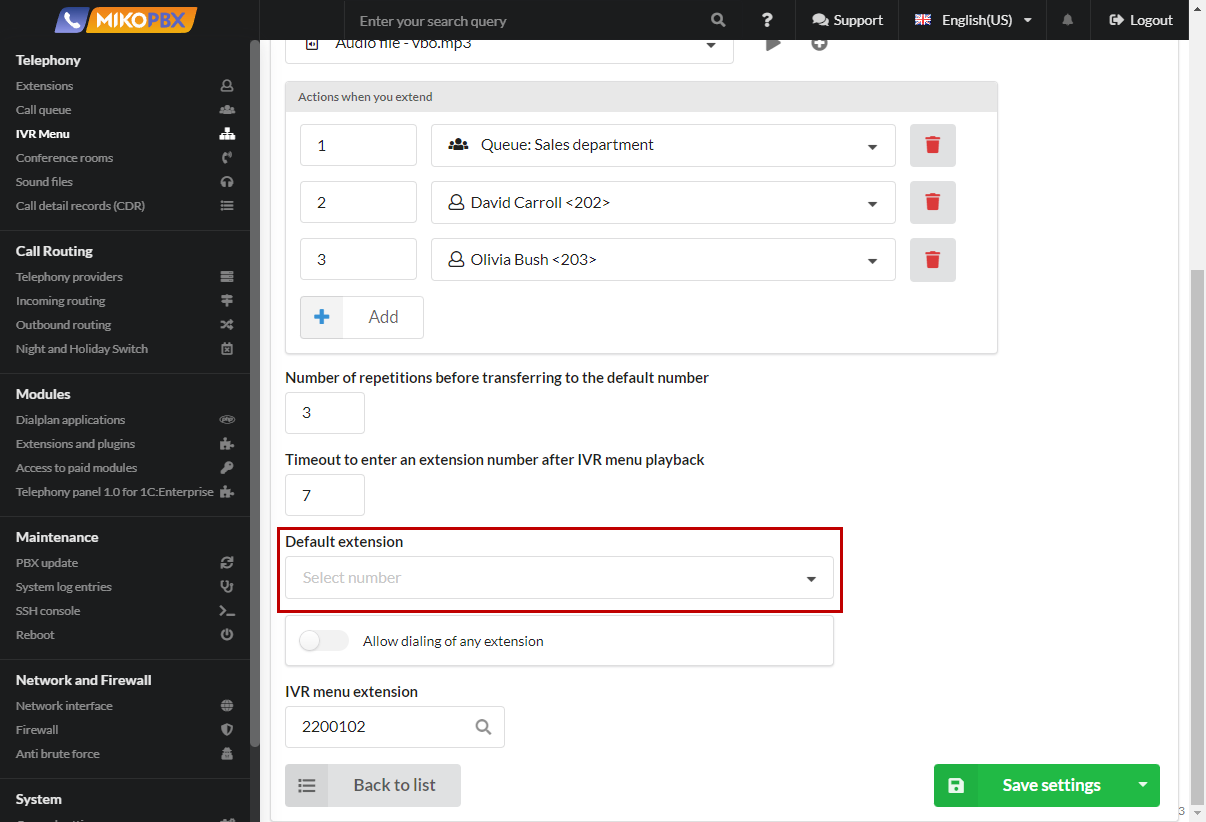 MIKOPBX
Enter your search query
?
Support
English(US)
Logout
Telephony
Extensions
Call queue
IVR Menu
Conference rooms
Sound files
Call detail records (CDR)
Call Routing
Telephony providers
Incoming routing
Outbound routing
Night and Holiday Switch
Modules
Dialplan applications
Extensions and plugins
Access to paid modules
Telephony panel 1.0 for 1C:Enterprise
Maintenance
PBX update
System log entries
SSH console
Reboot
Network and Firewall
Network interface
Firewall
Anti brute force
System
Audio file - vbo.mp3
Actions when you extend
1
Queue: Sales department
2
David Carroll <202>
3
Olivia Bush <203>
Add
Number of repetitions before transferring to the default number
3
Timeout to enter an extension number after IVR menu playback
7
Default extension
Select number
Allow dialing of any extension
IVR menu extension
2200102
Back to list
Save settings
3